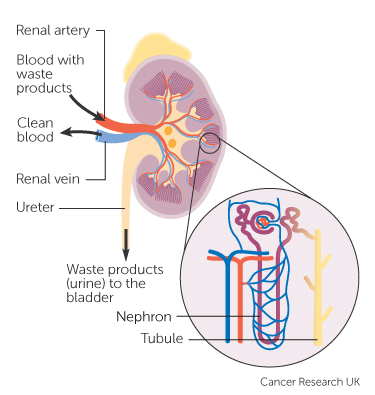 Renal artery
Blood with
waste
products
Clean
blood
Renal vein
Ureter
Waste products
(urine) to the
bladder
Nephron
Tubule
Cancer Research UK